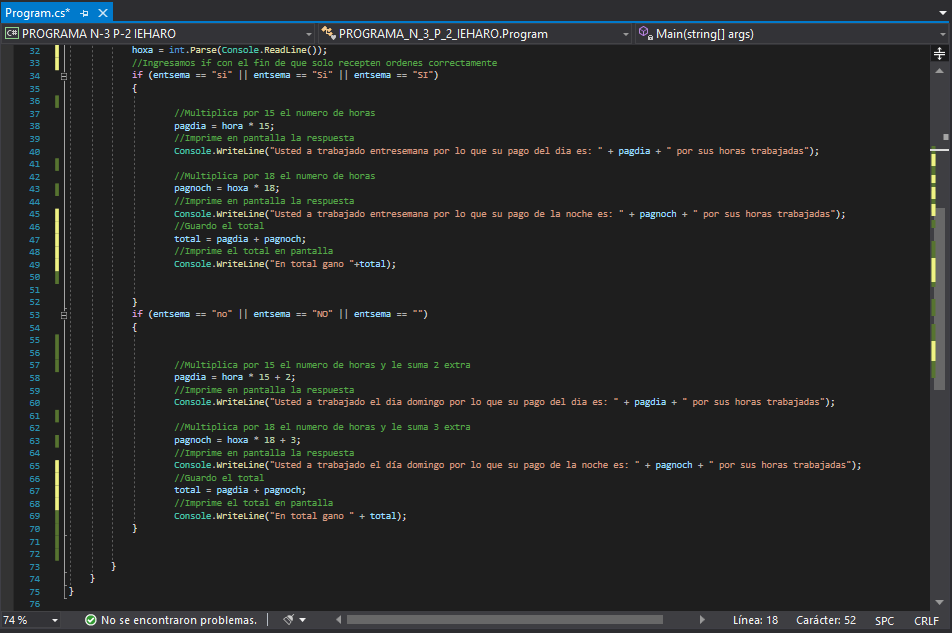 Program.cs*
PROGRAMA N-3 P-2 IEHARO PROGRAMA_N_3_P_2_IEHARO.Program Main(string[] args)
32 hoxa = int.Parse(Console.ReadLine());
33 //Ingresamos if con el fin de que solo recepten ordenes correctamente
34 if (entsema == "si" || entsema == "Si" || entsema == "SI")
35 {
36
37 //Multiplica por 15 el numero de horas
38 pagdia = hora * 15;
39 //Imprime en pantalla la respuesta
40 Console.WriteLine("Usted a trabajado entresemana por lo que su pago del dia es: " + pagdia + " por sus horas trabajadas");
41
42 //Multiplica por 18 el numero de horas
43 pagnoch = hoxa * 18;
44 //Imprime en pantalla la respuesta
45 Console.WriteLine("Usted a trabajado entresemana por lo que su pago de la noche es: " + pagnoch + " por sus horas trabajadas");
46 //Guardo el total
47 total = pagdia + pagnoch;
48 //Imprime el total en pantalla
49 Console.WriteLine("En total gano "+total);
50
51
52 }
53 if (entsema == "no" || entsema == "NO" || entsema == "")
54 {
55
56
57 //Multiplica por 15 el numero de horas y le suma 2 extra
58 pagdia = hora * 15 + 2;
59 //Imprime en pantalla la respuesta
60 Console.WriteLine("Usted a trabajado el dia domingo por lo que su pago del dia es: " + pagdia + " por sus horas trabajadas");
61
62 //Multiplica por 18 el numero de horas y le suma 3 extra
63 pagnoch = hoxa * 18 + 3;
64 //Imprime en pantalla la respuesta
65 Console.WriteLine("Usted a trabajado el día domingo por lo que su pago de la noche es: " + pagnoch + " por sus horas trabajadas");
66 //Guardo el total
67 total = pagdia + pagnoch;
68 //Imprime el total en pantalla
69 Console.WriteLine("En total gano " + total);
70 }
71
72
73 }
74 }
75 }
76
74 % No se encontraron problemas. Línea: 18 Carácter: 52 SPC CRLF